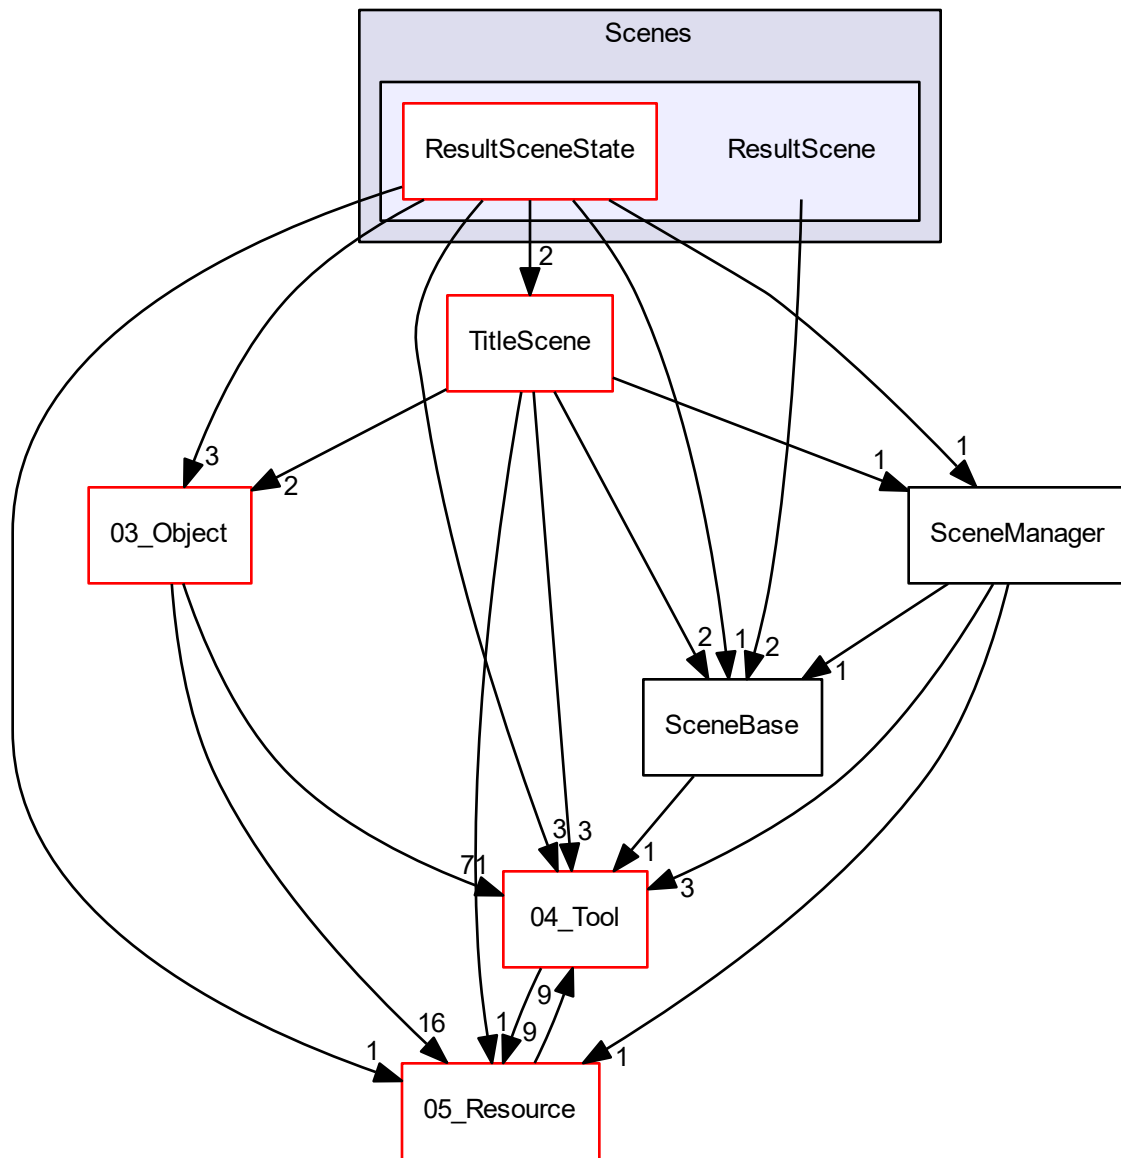 Scenes
ResultSceneState
ResultScene
2
TitleScene
3
2
1
1
03_Object
SceneManager
2
1
2
1
SceneBase
71
3
3
1
3
04_Tool
9
16
1
9
1
1
05_Resource